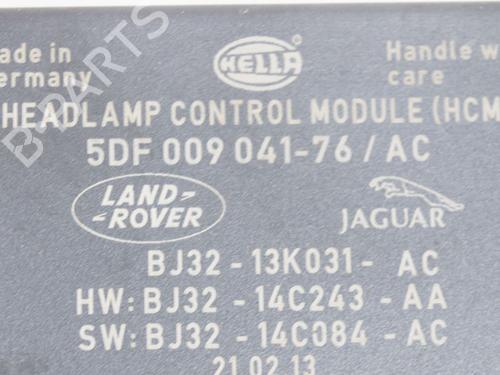 ade in HELLA Handle w
ermany care
HEADLAMP CONTROL MODULE (HCM
5DF 009 041-76 / AC
LAND-
-ROVER JAGUAR
BJ32 - 13K031 - AC
HW: BJ32 - 14C243 - AA
SW: BJ32 - 14C084 - AC
21.02.13
B-PARTS